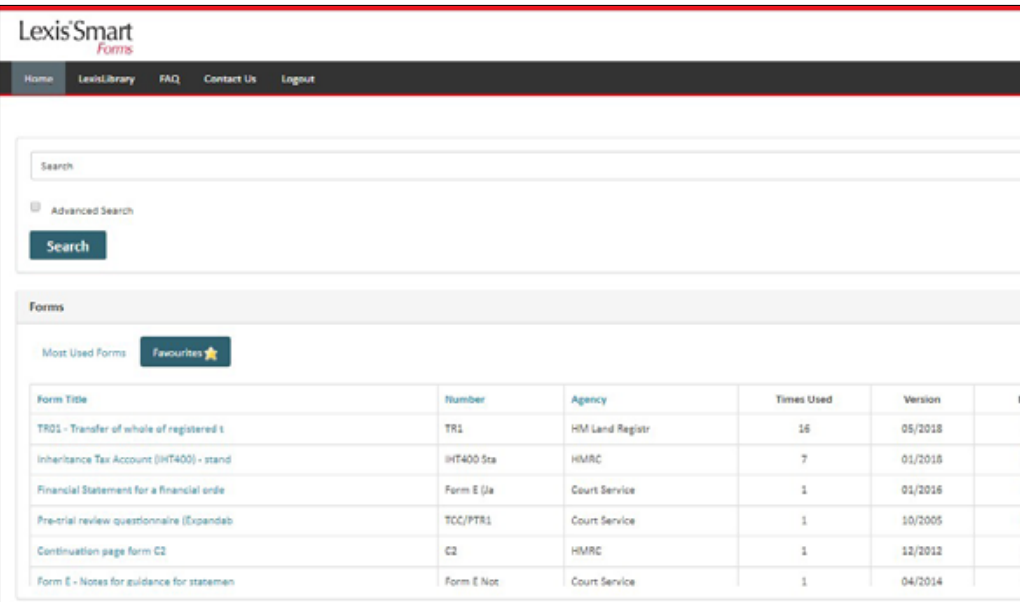 Lexis®Smart
Forms
Home LexisLibrary FAQ Contact Us Logout
Search
Advanced Search
Search
Forms
Most Used Forms Favourites
Form Title Number Agency Times Used Version
TR01 - Transfer of whole of registered t TR1 HM Land Registr 16 05/2018
Inheritance Tax Account (IHT400) - stand IHT400 Sta HMRC 7 01/2018
Financial Statement for a financial orde Form E (Ja Court Service 1 01/2016
Pre-trial review questionnaire (Expandab TCC/PTR1 Court Service 1 10/2005
Continuation page form C2 C2 HMRC 1 12/2012
Form E - Notes for guidance for statemen Form E Not Court Service 1 04/2014